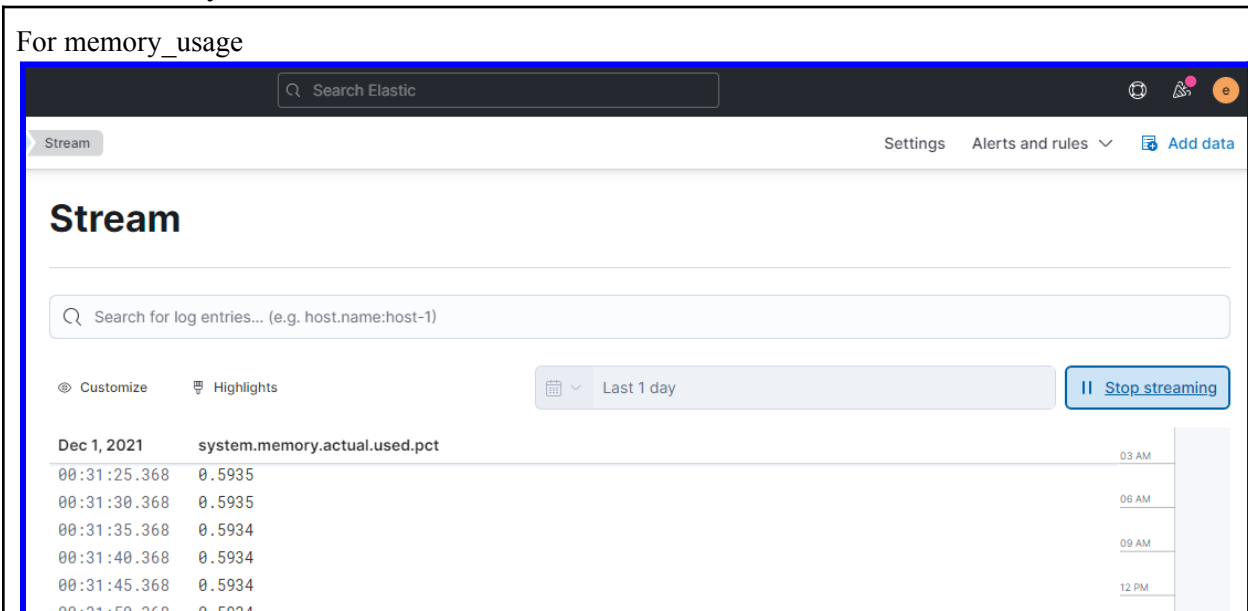 For memory_usage
Search Elastic
e
Stream
Settings Alerts and rules Add data
Stream
Search for log entries... (e.g. host.name:host-1)
Customize Highlights Last 1 day Stop streaming
Dec 1, 2021 system.memory.actual.used.pct
03 AM
00:31:25.368 0.5935
00:31:30.368 0.5935
06 AM
00:31:35.368 0.5934
00:31:40.368 0.5934
09 AM
00:31:45.368 0.5934
12 PM